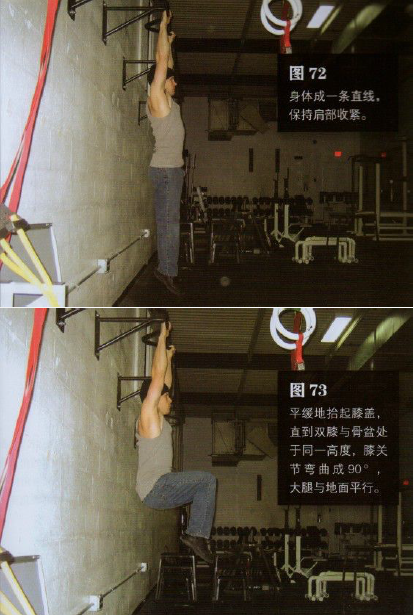 图 72
身体成一条直线。
保持肩部收紧。
图 73
平缓地抬起膝盖，
直到双膝与骨盆处
于同一高度，膝关
节弯曲成 90°，
大腿与地面平行。